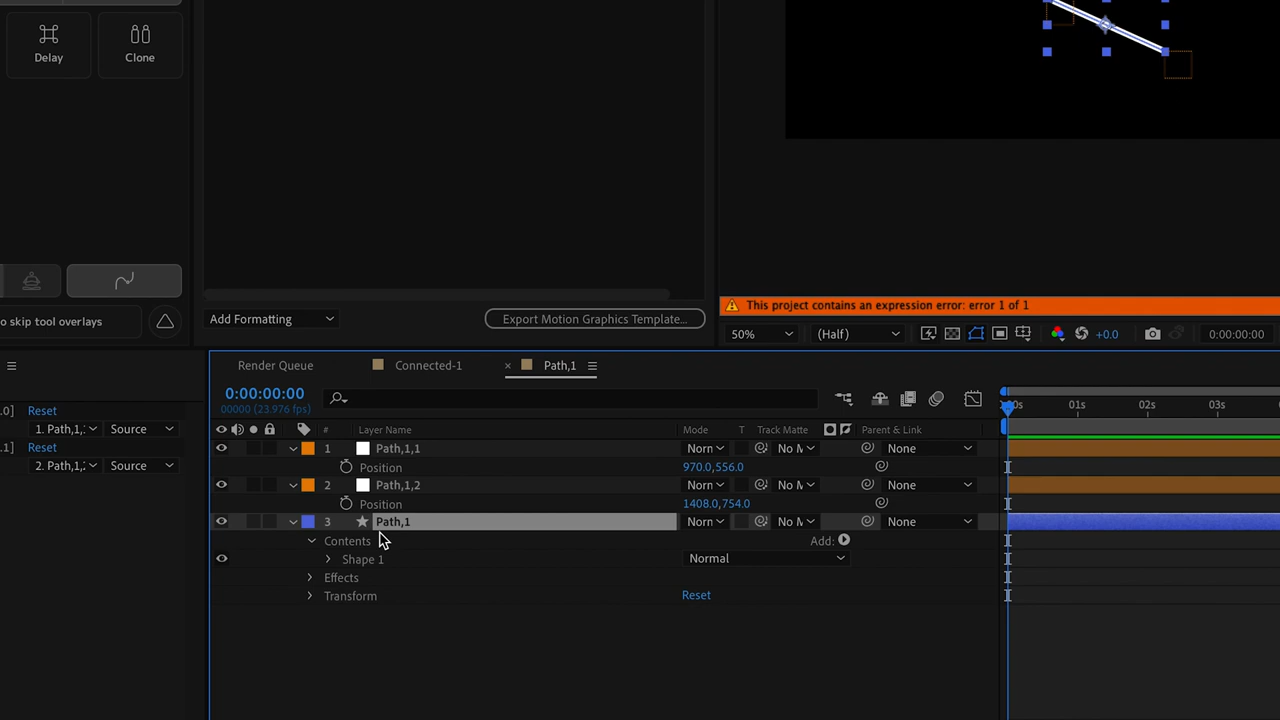 Delay
Clone
o skip tool overlays
Add Formatting
Export Motion Graphics Template...
This project contains an expression error: error 1 of 1
50%
(Half)
+0.0
0:00:00:00
Render Queue
Connected-1
× Path,1
0:00:00:00
00000 (23.976 fps)
.0] Reset
1. Path,1,:
Source
.1] Reset
2. Path,1,:
Source
00s
01s
02s
03s
# Layer Name
Mode
T Track Matte
Parent & Link
1 Path,1,1
Norn
No M
None
Position
970.0,556.0
2 Path,1,2
Norn
No M
None
Position
1408.0,754.0
3 Path,1
Norn
No M
None
Contents
Add:
Shape 1
Normal
Effects
Transform
Reset